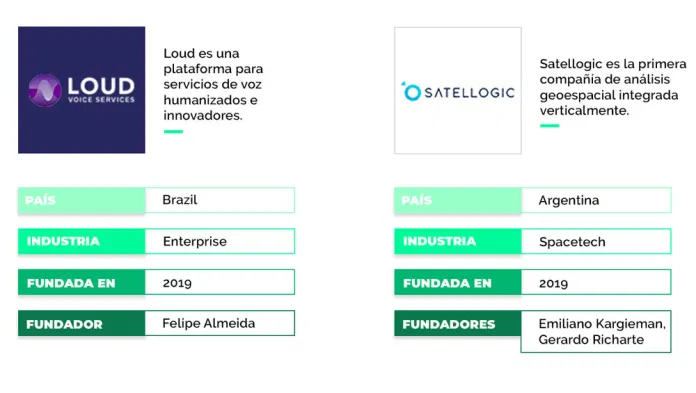 LOUD
VOICE SERVICES
Loud es una
plataforma para
servicios de voz
humanizados e
innovadores.
PAÍS
Brazil
INDUSTRIA
Enterprise
FUNDADA EN
2019
FUNDADOR
Felipe Almeida
SATELLOGIC
Satellogic es la primera
compañía de análisis
geoespacial integrada
verticalmente.
PAÍS
Argentina
INDUSTRIA
Spacetech
FUNDADA EN
2019
FUNDADORES
Emiliano Kargieman,
Gerardo Richarte